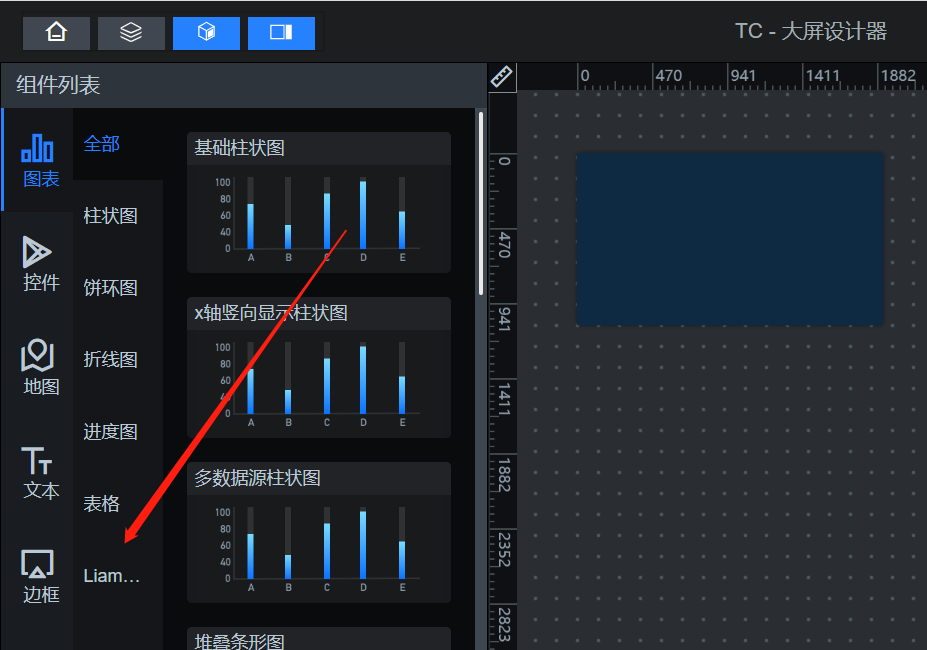 TC - 大屏设计器
组件列表
0 470 941 1411 1882
图表
控件
地图
文本
边框
全部
柱状图
饼环图
折线图
进度图
表格
Liam...
基础柱状图
100
80
60
40
0
A B C D E
x轴竖向显示柱状图
100
80
60
40
0
A B C D E
多数据源柱状图
100
80
60
40
0
A B C D E
堆叠条形图
0
470
941
1411
1882
2352
2823